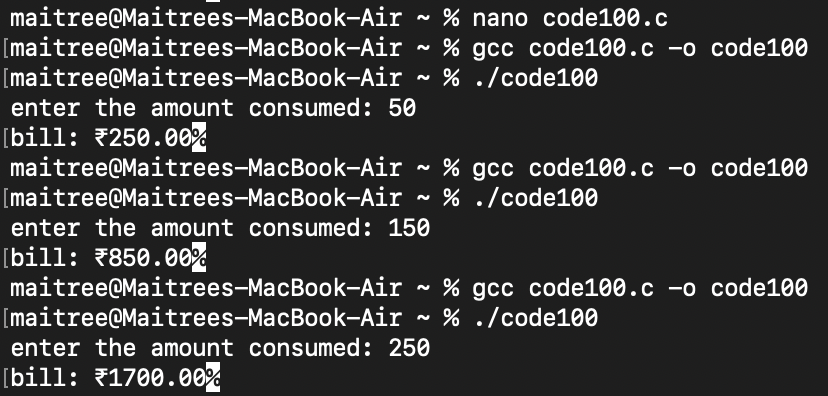 maitree@Maitrees-MacBook-Air ~ % nano code100.c
[maitree@Maitrees-MacBook-Air ~ % gcc code100.c -o code100
[maitree@Maitrees-MacBook-Air ~ % ./code100
enter the amount consumed: 50
[bill: ₹250.00%
maitree@Maitrees-MacBook-Air ~ % gcc code100.c -o code100
[maitree@Maitrees-MacBook-Air ~ % ./code100
enter the amount consumed: 150
[bill: ₹850.00%
maitree@Maitrees-MacBook-Air ~ % gcc code100.c -o code100
[maitree@Maitrees-MacBook-Air ~ % ./code100
enter the amount consumed: 250
[bill: ₹1700.00%